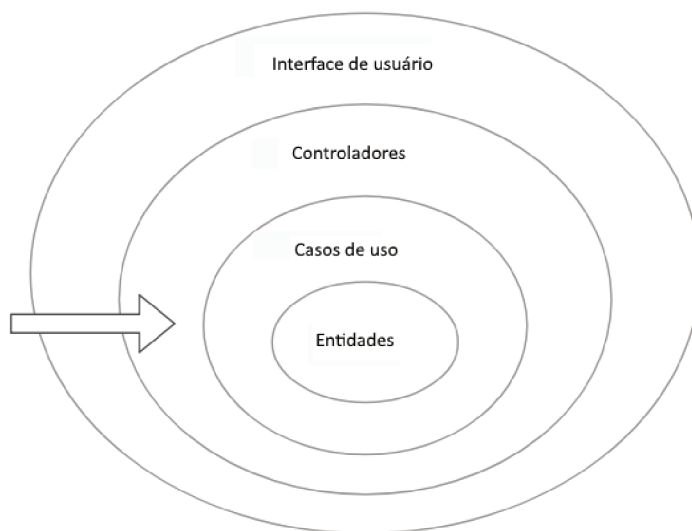 Interface de usuário
Controladores
Casos de uso
Entidades